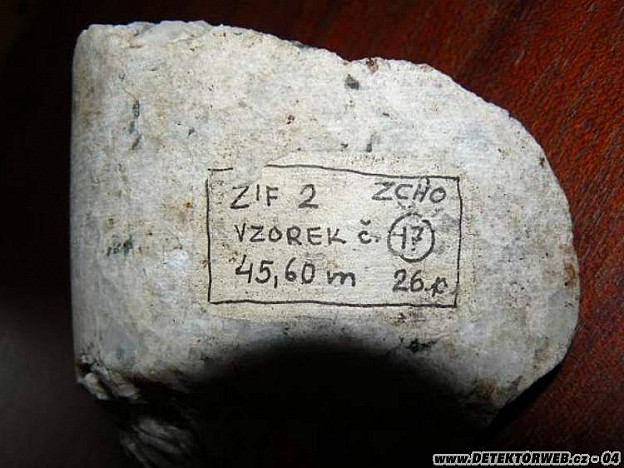 ZIF 2 ZCHO
VZOREK č. 17
45,60 m 26.
www.DETEKTORWEB.cz - 04